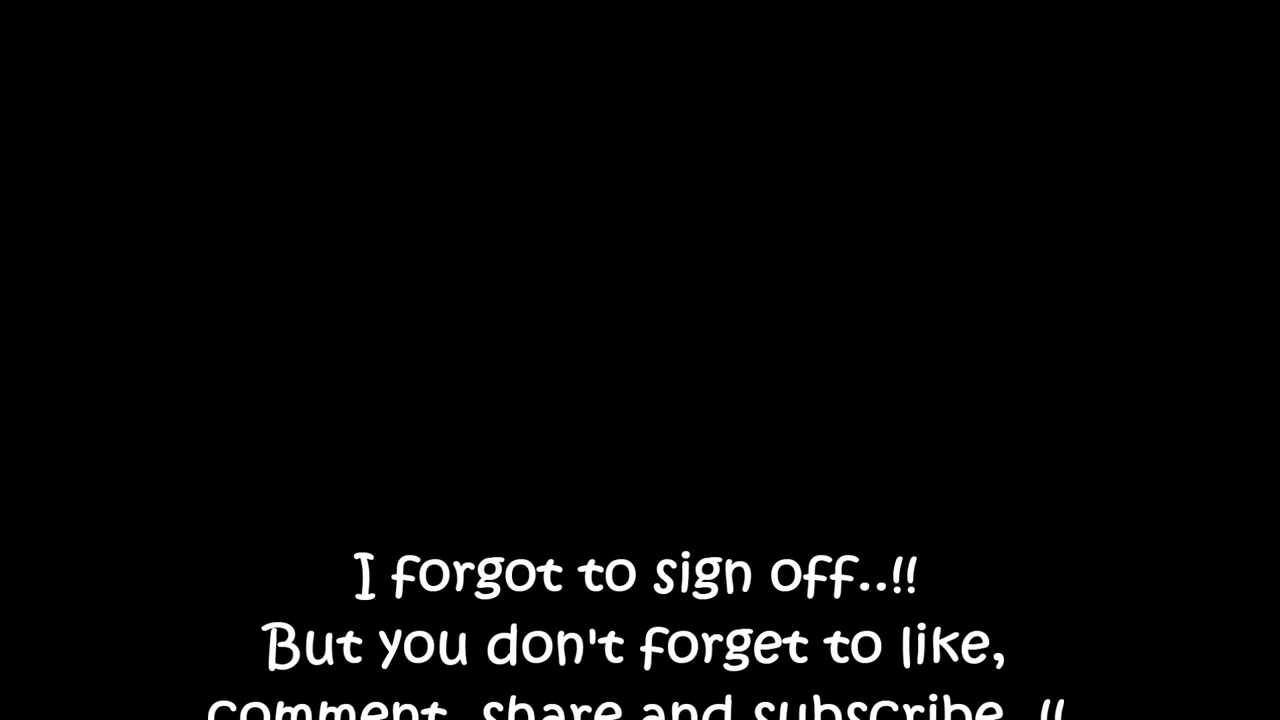 I forgot to sign off..!!
But you don't forget to like,
comment, share and subscribe..!!